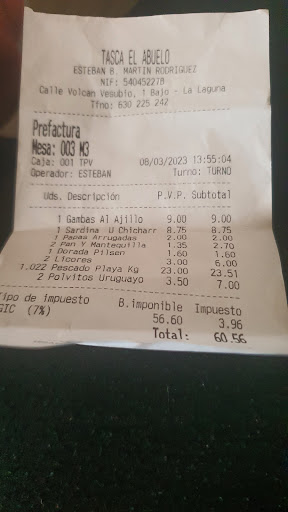 TASCA EL ABUELO
ESTEBAN B. MARTIN RODRIGUEZ
NIF: 54045227B
Calle Volcan Vesubio, 1 Bajo - La Laguna
Tfno: 630 225 242
Prefactura
Mesa: 003 M3
Caja: 001 TPV 08/03/2023 13:55:04
Operador: ESTEBAN Turno: TURNO
Uds. Descripción P.V.P. Subtotal
1 Gambas Al Ajillo 9.00 9.00
1 Sardina U Chicharr 8.75 8.75
1 Papas Arrugadas 2.00 2.00
2 Pan Y Mantequilla 1.35 2.70
1 Dorada Pilsen 1.60 1.60
2 Licores 3.00 6.00
1.022 Pescado Playa Kg 23.00 23.51
2 Polvitos Uruguayo 3.50 7.00
Tipo de impuesto B.imponible Impuesto
GIC (7%) 56.60 3.96
Total: 60.56